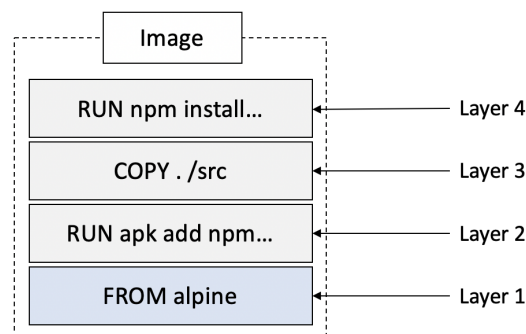 Image
RUN npm install… Layer 4
COPY . /src Layer 3
RUN apk add npm… Layer 2
FROM alpine Layer 1